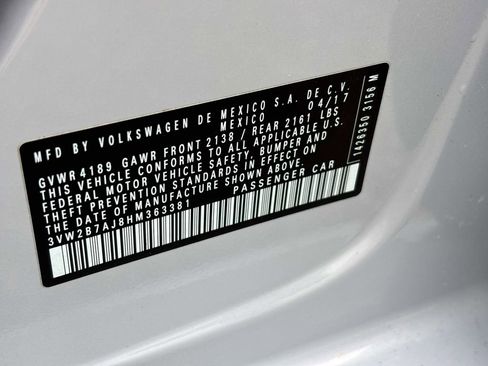 MFD BY VOLKSWAGEN DE MEXICO S.A. DE C.V.
MEXICO 04/17
GVWR 4189 GAWR FRONT 2138 / REAR 2161 LBS
THIS VEHICLE CONFORMS TO ALL APPLICABLE U.S.
FEDERAL MOTOR VEHICLE SAFETY, BUMPER AND
THEFT PREVENTION STANDARDS IN EFFECT ON
THE DATE OF MANUFACTURE SHOWN ABOVE.
3VW2B7AJ8HM363381 PASSENGER CAR
1426350 3156 M